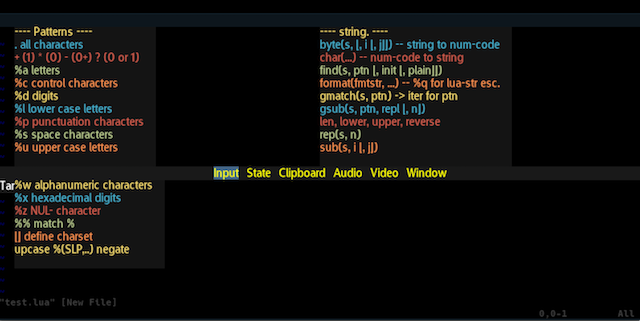 ---- Patterns ----
. all characters
+ (1) * (0) - (0+) ? (0 or 1)
%a letters
%c control characters
%d digits
%l lower case letters
%p punctuation characters
%s space characters
%u upper case letters
---- string. ----
byte(s, [, i [, j]]) -- string to num-code
char(...) -- num-code to string
find(s, ptn [, init [, plain]])
format(fmtstr, ...) -- %q for lua-str esc.
gmatch(s, ptn) -> iter for ptn
gsub(s, ptn, repl [, n])
len, lower, upper, reverse
rep(s, n)
sub(s, i [, j])
Input State Clipboard Audio Video Window
Tar
%w alphanumeric characters
%x hexadecimal digits
%z NUL- character
%% match %
[] define charset
upcase %(SLP,..) negate
"test.lua" [New File]
0,0-1 All